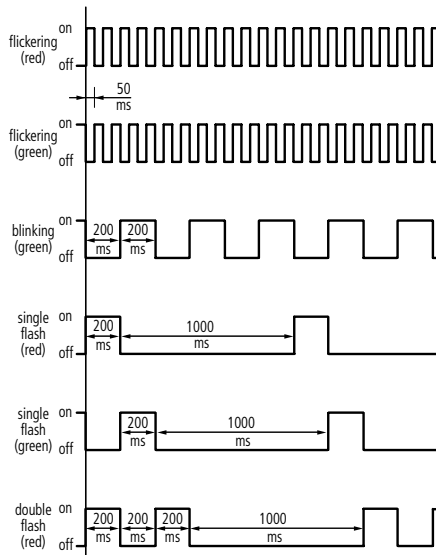 flickering
(red)
on
off
50
ms
flickering
(green)
on
off
blinking
(green)
on
off
200
ms
200
ms
single
flash
(red)
on
off
200
ms
1000
ms
single
flash
(green)
on
off
200
ms
1000
ms
double
flash
(red)
on
off
200
ms
200
ms
200
ms
1000
ms